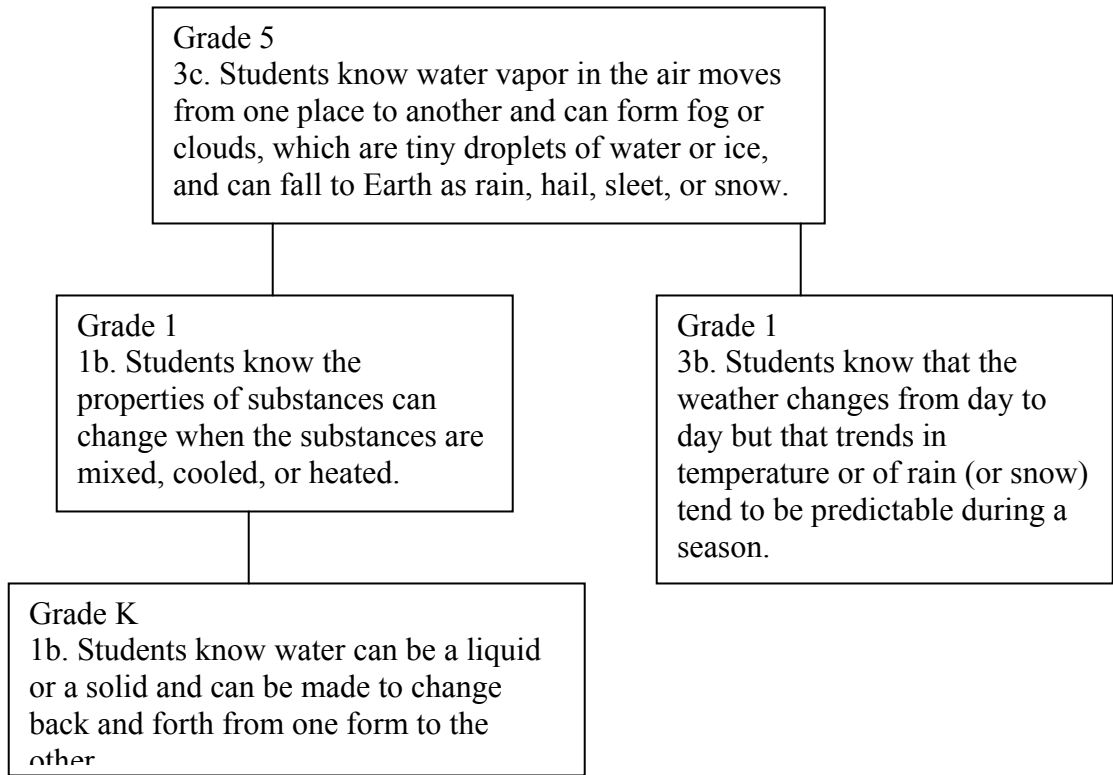 Grade 5
3c. Students know water vapor in the air moves
from one place to another and can form fog or
clouds, which are tiny droplets of water or ice,
and can fall to Earth as rain, hail, sleet, or snow.
Grade 1
1b. Students know the
properties of substances can
change when the substances are
mixed, cooled, or heated.
Grade 1
3b. Students know that the
weather changes from day to
day but that trends in
temperature or of rain (or snow)
tend to be predictable during a
season.
Grade K
1b. Students know water can be a liquid
or a solid and can be made to change
back and forth from one form to the
other